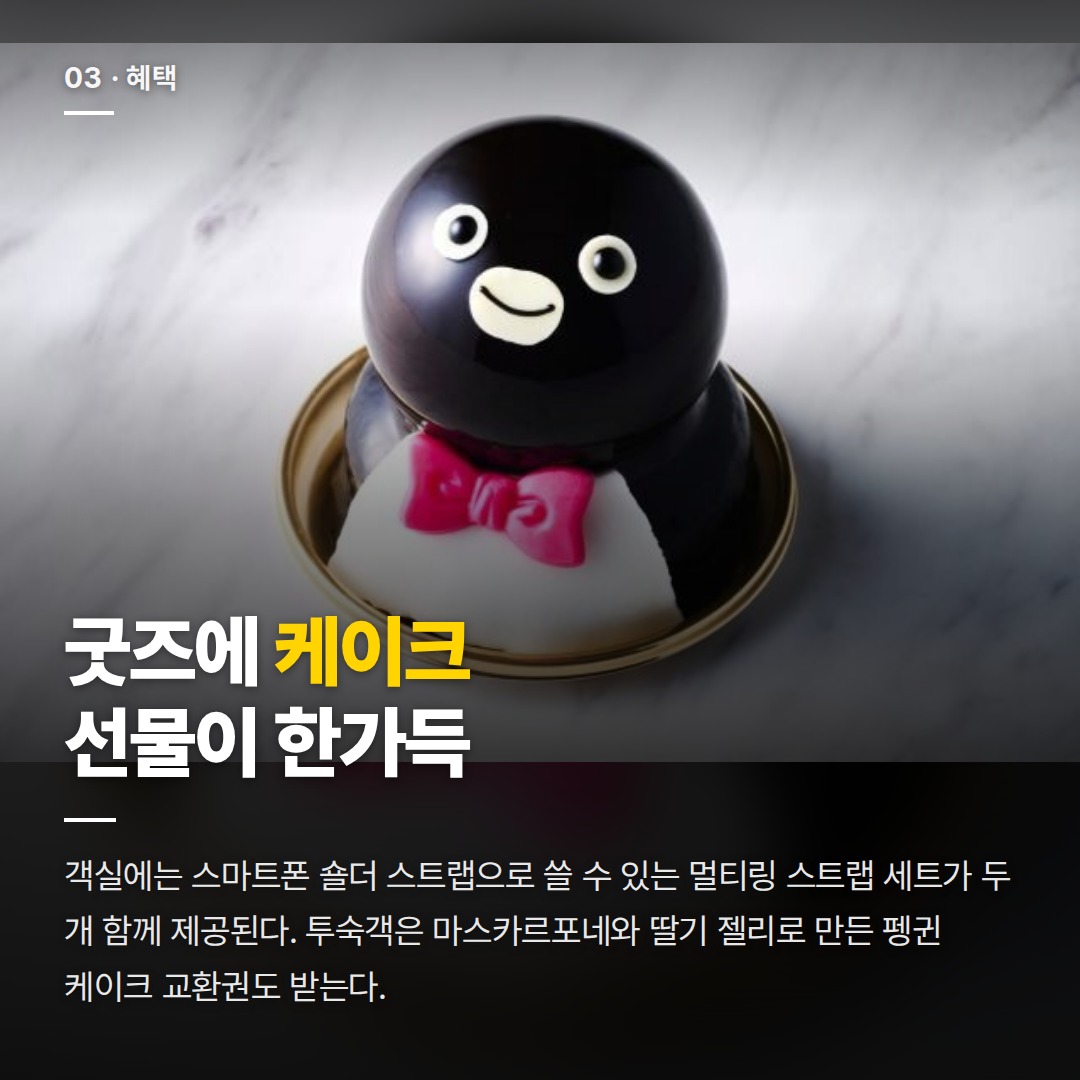 03 · 혜택
굿즈에 케이크
선물이 한가득
객실에는 스마트폰 숄더 스트랩으로 쓸 수 있는 멀티링 스트랩 세트가 두
개 함께 제공된다. 투숙객은 마스카르포네와 딸기 젤리로 만든 펭귄
케이크 교환권도 받는다.